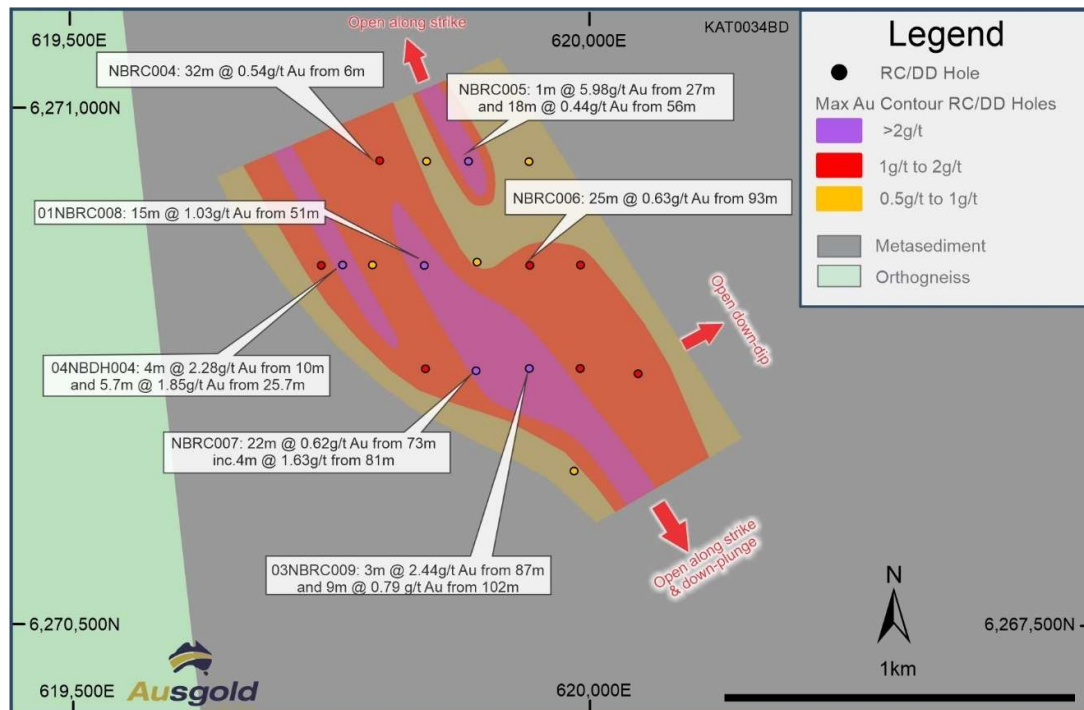 Open along strike
619,500E
620,000E
KAT0034BD
Legend
RC/DD Hole
Max Au Contour RC/DD Holes
>2g/t
1g/t to 2g/t
0.5g/t to 1g/t
Metasediment
Orthogneiss
NBRC004: 32m @ 0.54g/t Au from 6m
NBRC005: 1m @ 5.98g/t Au from 27m
and 18m @ 0.44g/t Au from 56m
6,271,000N
NBRC006: 25m @ 0.63g/t Au from 93m
01NBRC008: 15m @ 1.03g/t Au from 51m
Open down-dip
04NBDH004: 4m @ 2.28g/t Au from 10m
and 5.7m @ 1.85g/t Au from 25.7m
NBRC007: 22m @ 0.62g/t Au from 73m
inc.4m @ 1.63g/t from 81m
03NBRC009: 3m @ 2.44g/t Au from 87m
and 9m @ 0.79 g/t Au from 102m
Open along strike
& down-plunge
N
6,270,500N
6,267,500N
1km
Ausgold
619,500E
620,000E